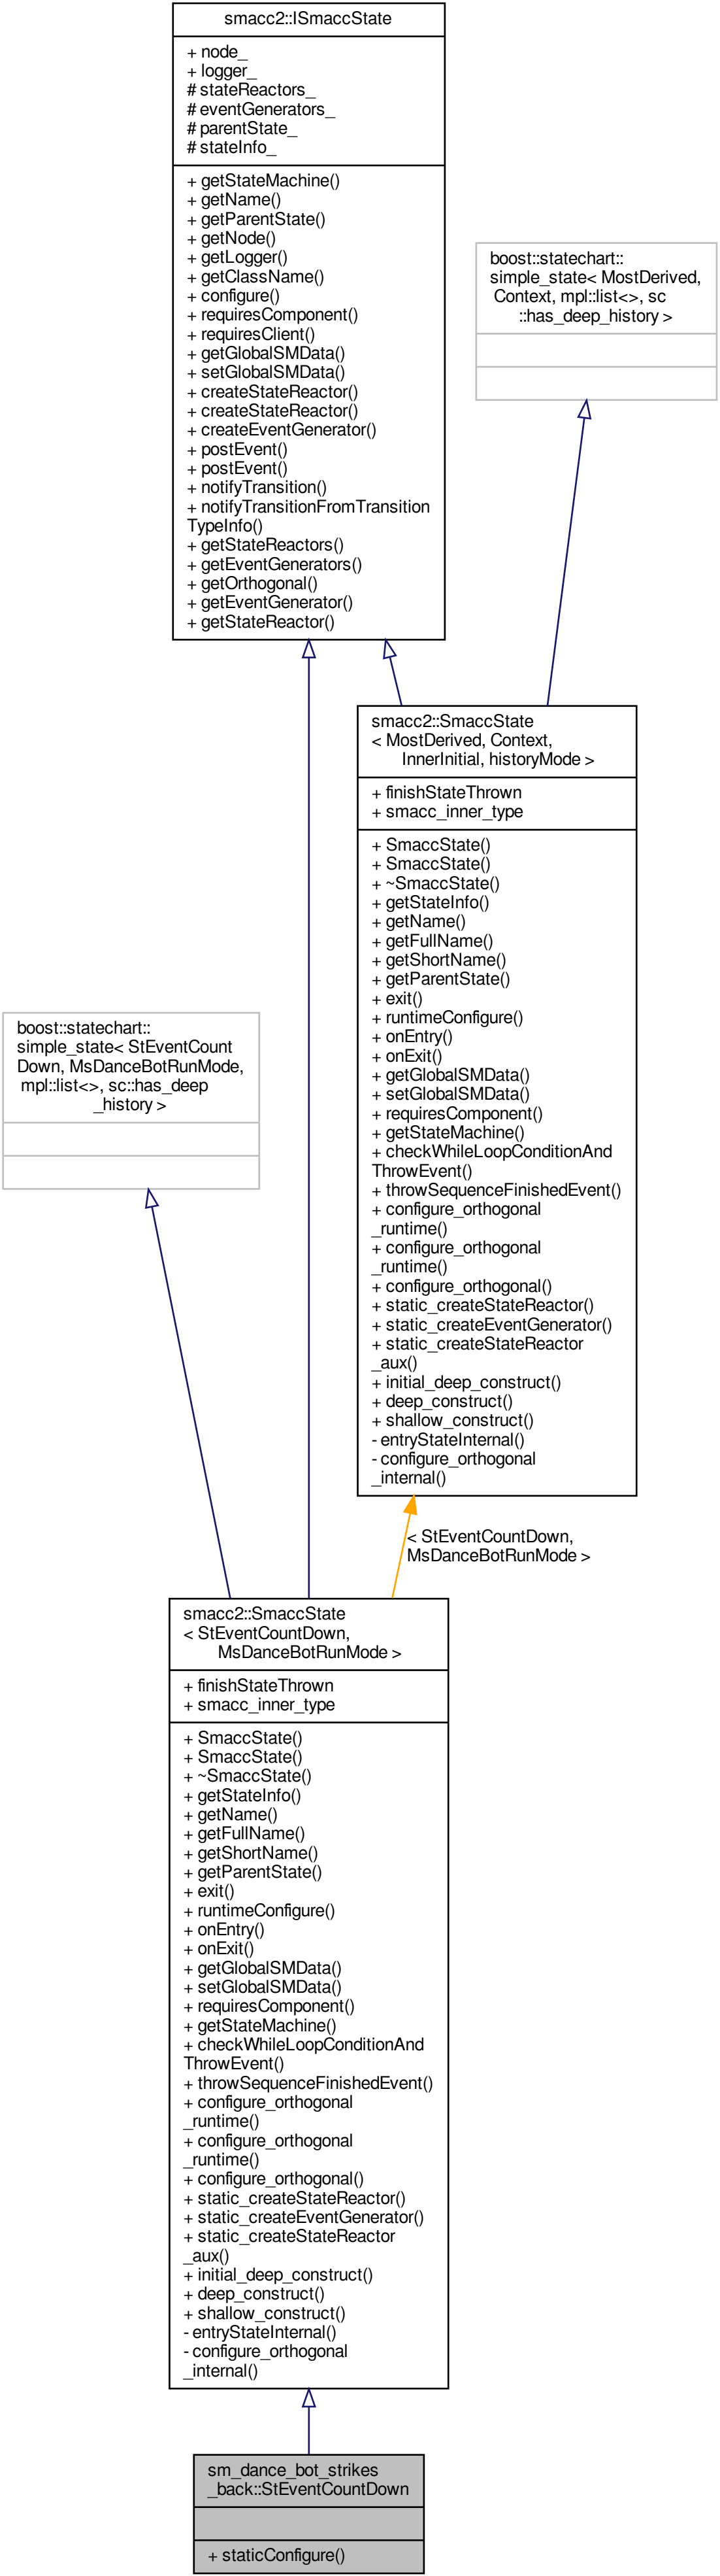 smacc2::ISmaccState
+ node_
+ logger_
# stateReactors_
# eventGenerators_
# parentState_
# stateInfo_
+ getStateMachine()
+ getName()
+ getParentState()
+ getNode()
+ getLogger()
+ getClassName()
+ configure()
+ requiresComponent()
+ requiresClient()
+ getGlobalSMData()
+ setGlobalSMData()
+ createStateReactor()
+ createStateReactor()
+ createEventGenerator()
+ postEvent()
+ postEvent()
+ notifyTransition()
+ notifyTransitionFromTransition
TypeInfo()
+ getStateReactors()
+ getEventGenerators()
+ getOrthogonal()
+ getEventGenerator()
+ getStateReactor()
boost::statechart::
simple_state< MostDerived,
Context, mpl::list<>, sc
::has_deep_history >
smacc2::SmaccState
< MostDerived, Context,
InnerInitial, historyMode >
+ finishStateThrown
+ smacc_inner_type
+ SmaccState()
+ SmaccState()
+ ~SmaccState()
+ getStateInfo()
+ getName()
+ getFullName()
+ getShortName()
+ getParentState()
+ exit()
+ runtimeConfigure()
+ onEntry()
+ onExit()
+ getGlobalSMData()
+ setGlobalSMData()
+ requiresComponent()
+ getStateMachine()
+ checkWhileLoopConditionAnd
ThrowEvent()
+ throwSequenceFinishedEvent()
+ configure_orthogonal
_runtime()
+ configure_orthogonal
_runtime()
+ configure_orthogonal()
+ static_createStateReactor()
+ static_createEventGenerator()
+ static_createStateReactor
_aux()
+ initial_deep_construct()
+ deep_construct()
+ shallow_construct()
- entryStateInternal()
- configure_orthogonal
_internal()
boost::statechart::
simple_state< StEventCount
Down, MsDanceBotRunMode,
mpl::list<>, sc::has_deep
_history >
< StEventCountDown,
MsDanceBotRunMode >
smacc2::SmaccState
< StEventCountDown,
MsDanceBotRunMode >
+ finishStateThrown
+ smacc_inner_type
+ SmaccState()
+ SmaccState()
+ ~SmaccState()
+ getStateInfo()
+ getName()
+ getFullName()
+ getShortName()
+ getParentState()
+ exit()
+ runtimeConfigure()
+ onEntry()
+ onExit()
+ getGlobalSMData()
+ setGlobalSMData()
+ requiresComponent()
+ getStateMachine()
+ checkWhileLoopConditionAnd
ThrowEvent()
+ throwSequenceFinishedEvent()
+ configure_orthogonal
_runtime()
+ configure_orthogonal
_runtime()
+ configure_orthogonal()
+ static_createStateReactor()
+ static_createEventGenerator()
+ static_createStateReactor
_aux()
+ initial_deep_construct()
+ deep_construct()
+ shallow_construct()
- entryStateInternal()
- configure_orthogonal
_internal()
sm_dance_bot_strikes
_back::StEventCountDown
+ staticConfigure()